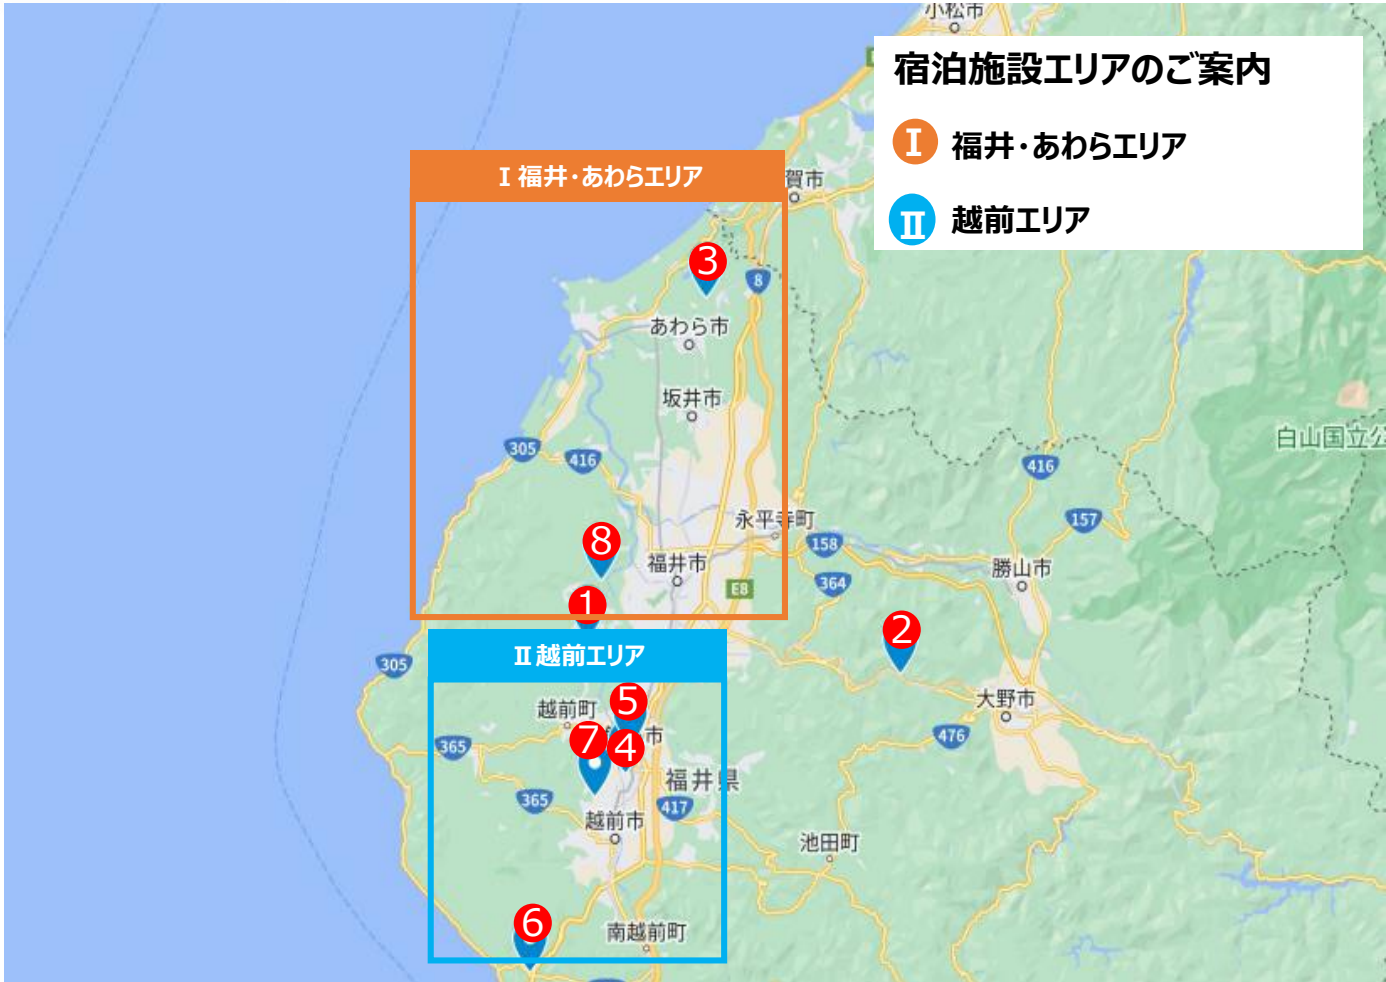 小松市
宿泊施設エリアのご案内
Ⅰ 福井・あわらエリア
Ⅱ 越前エリア
Ⅰ 福井・あわらエリア
賀市
3
8
あわら市
坂井市
305
416
白山国立公
416
永平寺町
157
158
8
福井市
勝山市
364
E8
1
2
Ⅱ 越前エリア
305
大野市
5
越前町
476
7
市
4
365
福井県
365
417
越前市
池田町
6
南越前町